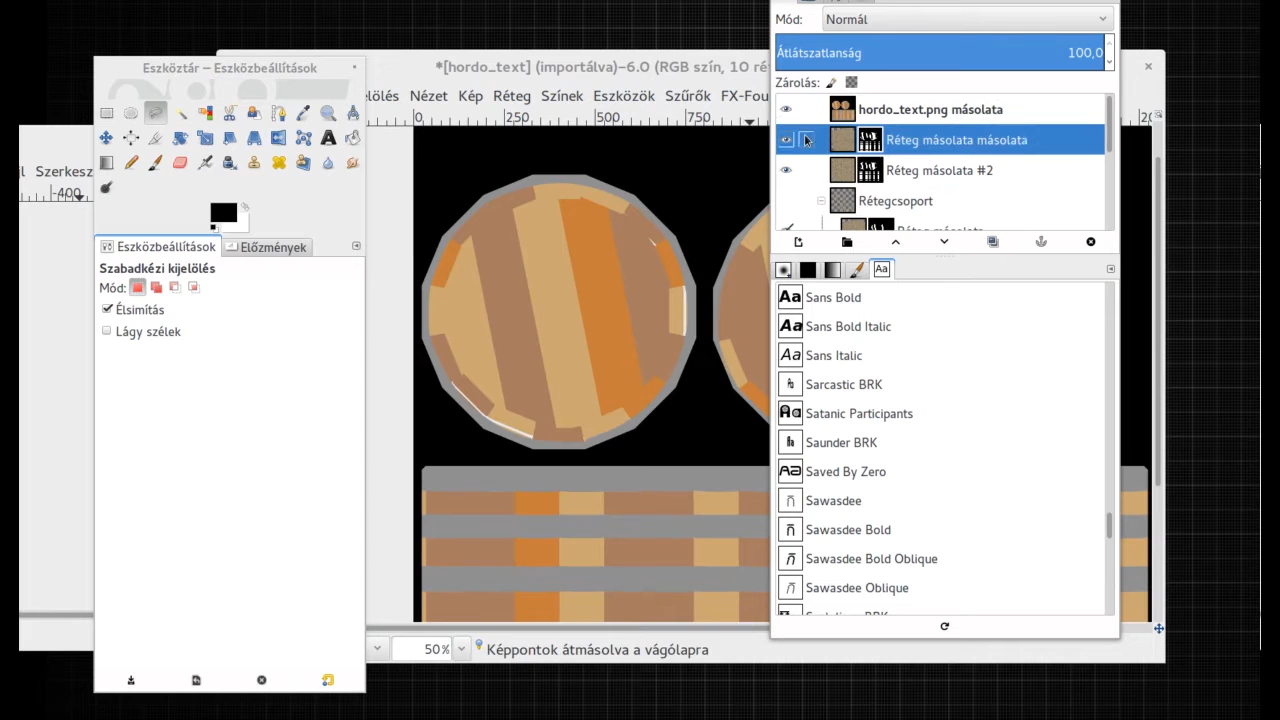 Mód: Normál
Átlátszatlanság 100,0
Zárolás:
hordo_text.png másolata
Réteg másolata másolata
Réteg másolata #2
Rétegcsoport
Eszköztár – Eszközbeállítások
*[hordo_text] (importálva)-6.0 (RGB szín, 10 ré
elölés Nézet Kép Réteg Színek Eszközök Szűrők FX-Fou
0 250 500 750
Szerkesz
-400
Eszközbeállítások Előzmények
Szabadkézi kijelölés
Mód:
Élsimítás
Lágy szélek
Aa
Aa Sans Bold
Aa Sans Bold Italic
Aa Sans Italic
Sarcastic BRK
Aa Satanic Participants
Saunder BRK
Aa Saved By Zero
Sawasdee
Sawasdee Bold
Sawasdee Bold Oblique
Sawasdee Oblique
50% Képpontok átmásolva a vágólapra